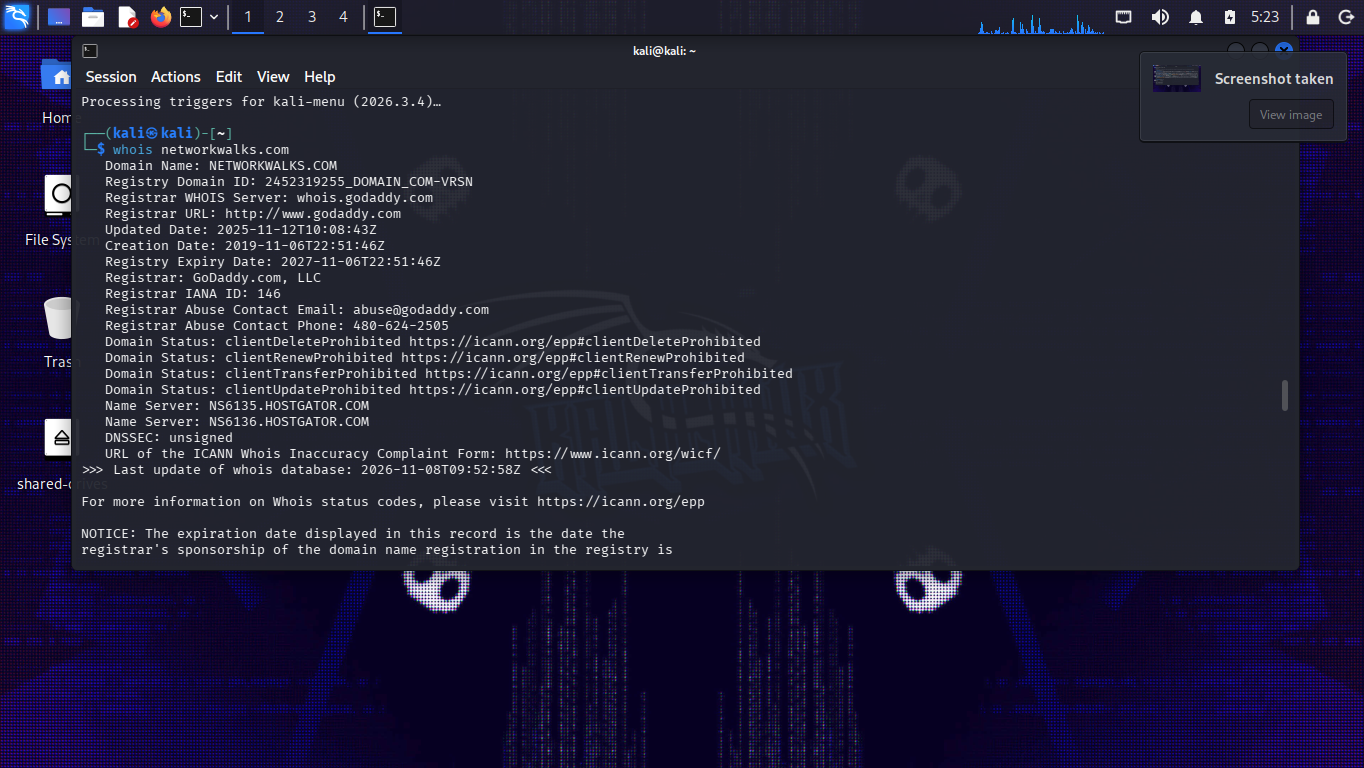 1 2 3 4 5:23
kali@kali: ~
Session Actions Edit View Help
Screenshot taken
View image
Home
File System
Trash
shared-drives
Processing triggers for kali-menu (2026.3.4)…
┌──(kali㉿kali)-[~]
└─$ whois networkwalks.com
Domain Name: NETWORKWALKS.COM
Registry Domain ID: 2452319255_DOMAIN_COM-VRSN
Registrar WHOIS Server: whois.godaddy.com
Registrar URL: http://www.godaddy.com
Updated Date: 2025-11-12T10:08:43Z
Creation Date: 2019-11-06T22:51:46Z
Registry Expiry Date: 2027-11-06T22:51:46Z
Registrar: GoDaddy.com, LLC
Registrar IANA ID: 146
Registrar Abuse Contact Email: abuse@godaddy.com
Registrar Abuse Contact Phone: 480-624-2505
Domain Status: clientDeleteProhibited https://icann.org/epp#clientDeleteProhibited
Domain Status: clientRenewProhibited https://icann.org/epp#clientRenewProhibited
Domain Status: clientTransferProhibited https://icann.org/epp#clientTransferProhibited
Domain Status: clientUpdateProhibited https://icann.org/epp#clientUpdateProhibited
Name Server: NS6135.HOSTGATOR.COM
Name Server: NS6136.HOSTGATOR.COM
DNSSEC: unsigned
URL of the ICANN Whois Inaccuracy Complaint Form: https://www.icann.org/wicf/
>>> Last update of whois database: 2026-11-08T09:52:58Z <<<
For more information on Whois status codes, please visit https://icann.org/epp
NOTICE: The expiration date displayed in this record is the date the
registrar's sponsorship of the domain name registration in the registry is
KALI LINUX